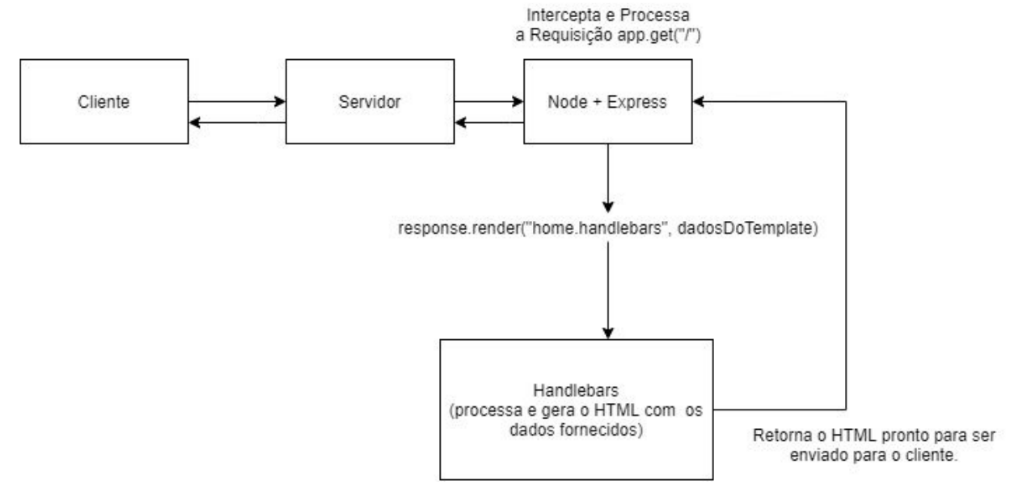 Intercepta e Processa
a Requisição app.get("/")
Cliente
Servidor
Node + Express
response.render("home.handlebars", dadosDoTemplate)
Handlebars
(processa e gera o HTML com os
dados fornecidos)
Retorna o HTML pronto para ser
enviado para o cliente.